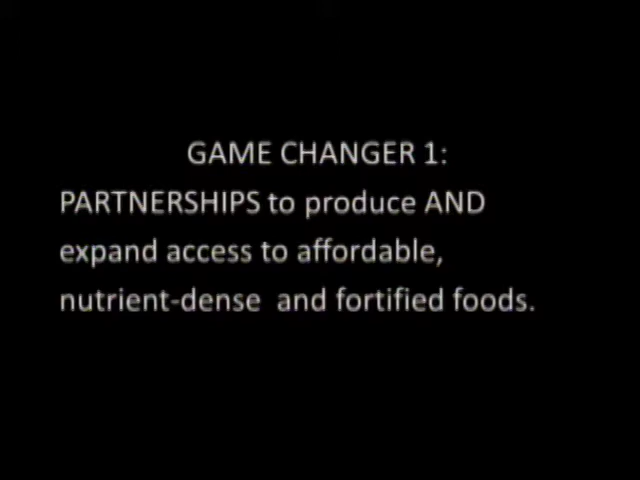 GAME CHANGER 1:
PARTNERSHIPS to produce AND
expand access to affordable,
nutrient-dense  and fortified foods.